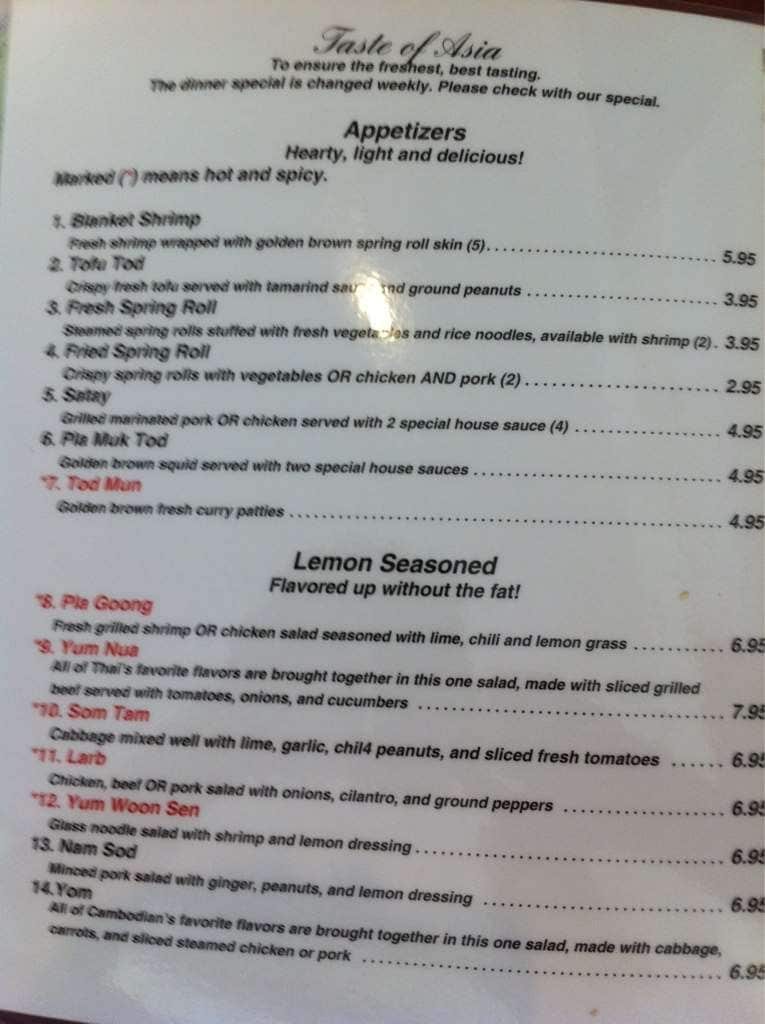 Taste of Asia
To ensure the freshest, best tasting.
The dinner special is changed weekly. Please check with our special.
Appetizers
Hearty, light and delicious!
Marked (*) means hot and spicy.
1. Blanket Shrimp
Fresh shrimp wrapped with golden brown spring roll skin (5) 5.95
2. Tofu Tod
Crispy fresh tofu served with tamarind and ground peanuts 3.95
3. Fresh Spring Roll
Steamed spring rolls stuffed with fresh vegetables and rice noodles, available with shrimp (2) . 3.95
4. Fried Spring Roll
Crispy spring rolls with vegetables OR chicken AND pork (2) 2.95
5. Satay
Grilled marinated pork OR chicken served with 2 special house sauce (4) 4.95
6. Pla Muk Tod
Golden brown squid served with two special house sauces 4.95
*7. Tod Mun
Golden brown fresh curry patties 4.95
Lemon Seasoned
Flavored up without the fat!
*8. Pla Goong
Fresh grilled shrimp OR chicken salad seasoned with lime, chili and lemon grass 6.95
*9. Yum Nua
All of Thai's favorite flavors are brought together in this one salad, made with sliced grilled
beef served with tomatoes, onions, and cucumbers 7.95
*10. Som Tam
Cabbage mixed well with lime, garlic, chil4 peanuts, and sliced fresh tomatoes 6.95
*11. Larb
Chicken, beef OR pork salad with onions, cilantro, and ground peppers 6.95
*12. Yum Woon Sen
Glass noodle salad with shrimp and lemon dressing 6.95
13. Nam Sod
Minced pork salad with ginger, peanuts, and lemon dressing 6.95
14.Yom
All of Cambodian's favorite flavors are brought together in this one salad, made with cabbage,
carrots, and sliced steamed chicken or pork 6.95